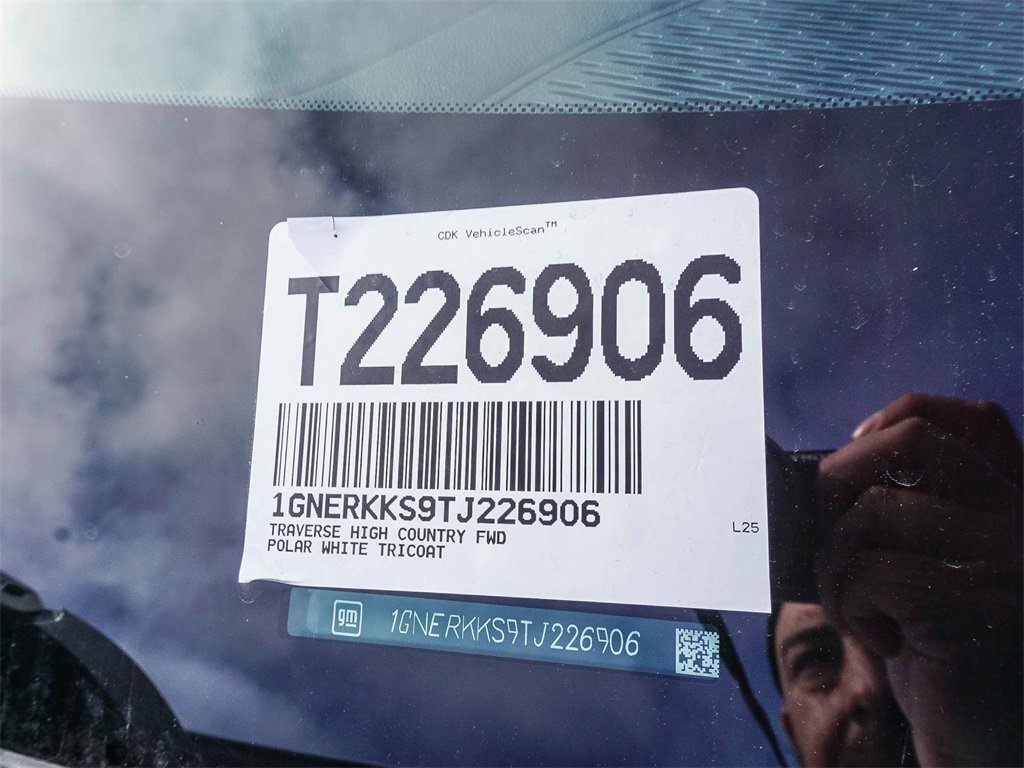 CDK VehicleScan™
T226906
1GNERKKS9TJ226906
TRAVERSE HIGH COUNTRY FWD
POLAR WHITE TRICOAT
L25
gm 1GNERKKS9TJ226906